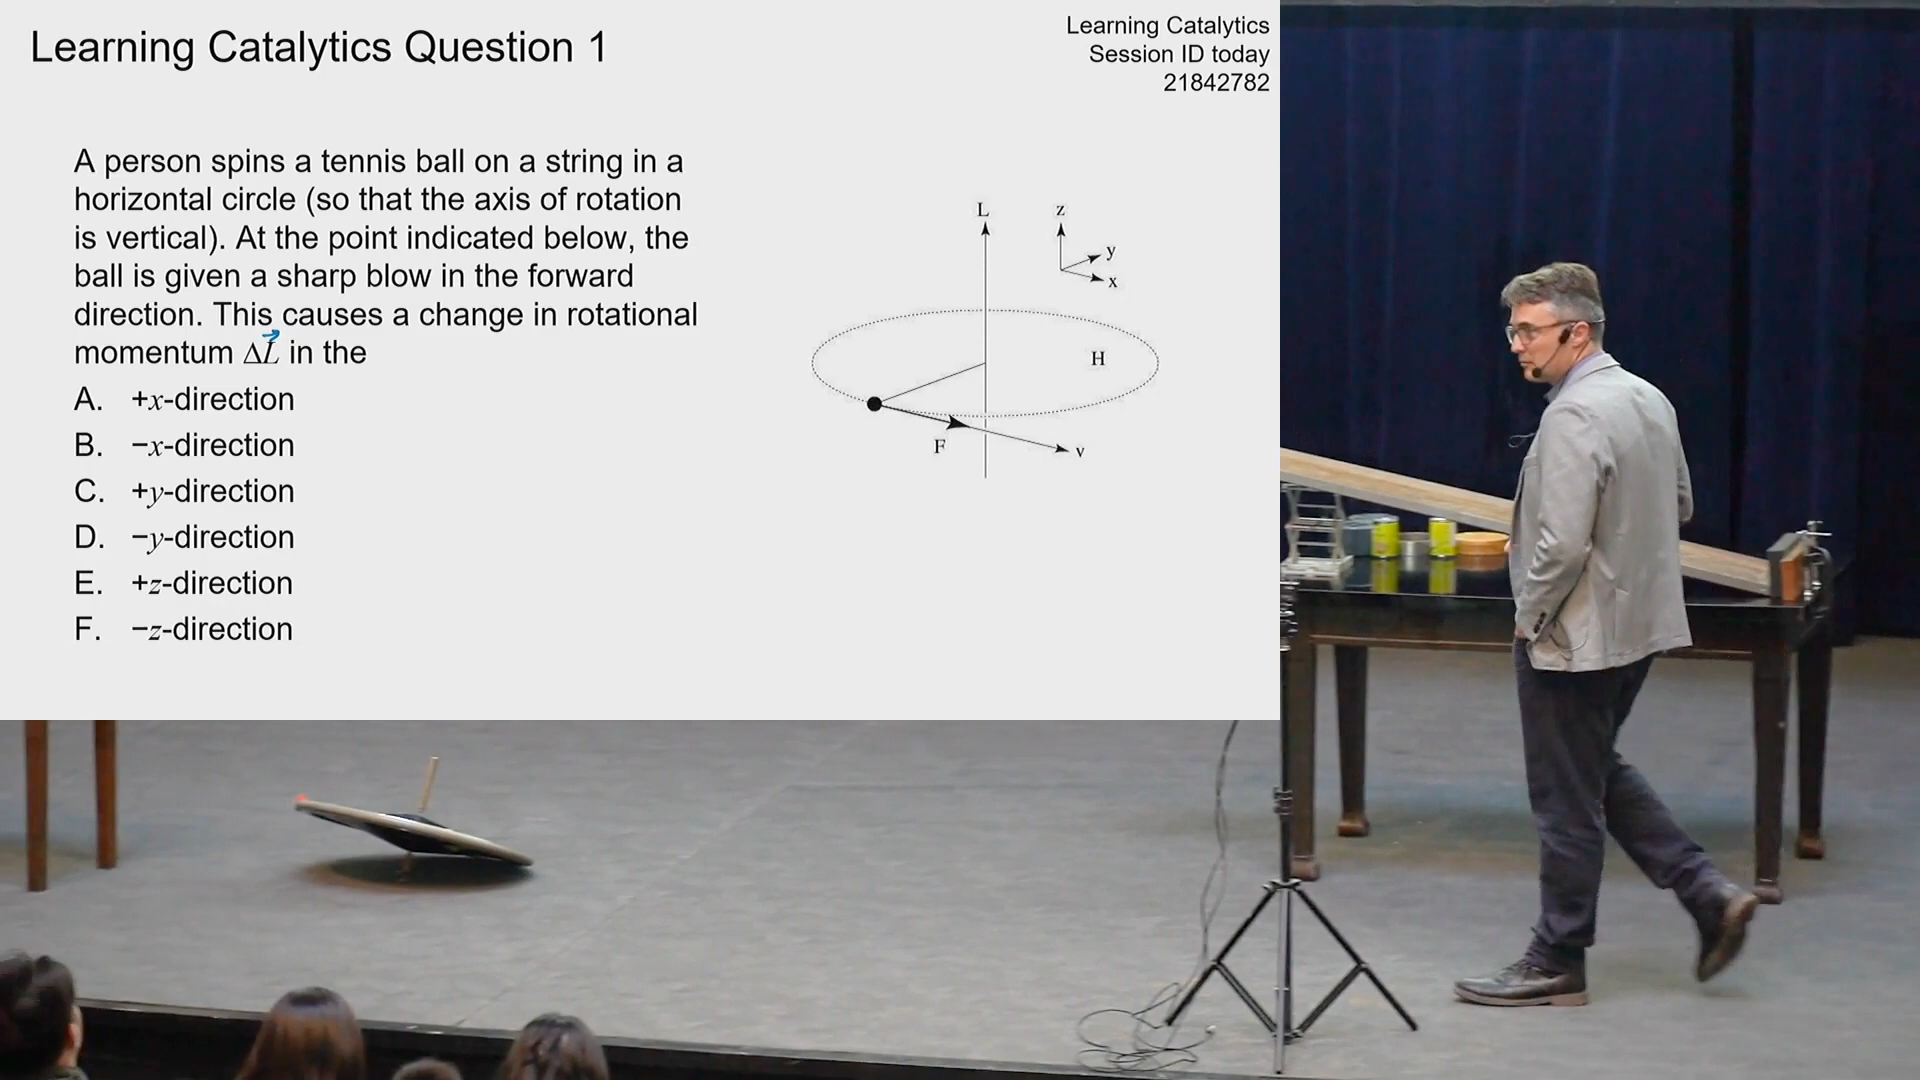 Learning Catalytics Question 1
Learning Catalytics
Session ID today
21842782
A person spins a tennis ball on a string in a
horizontal circle (so that the axis of rotation
is vertical). At the point indicated below, the
ball is given a sharp blow in the forward
direction. This causes a change in rotational
momentum ΔL⃗ in the
A. +x-direction
B. −x-direction
C. +y-direction
D. −y-direction
E. +z-direction
F. −z-direction
L
z
y
x
H
F
v